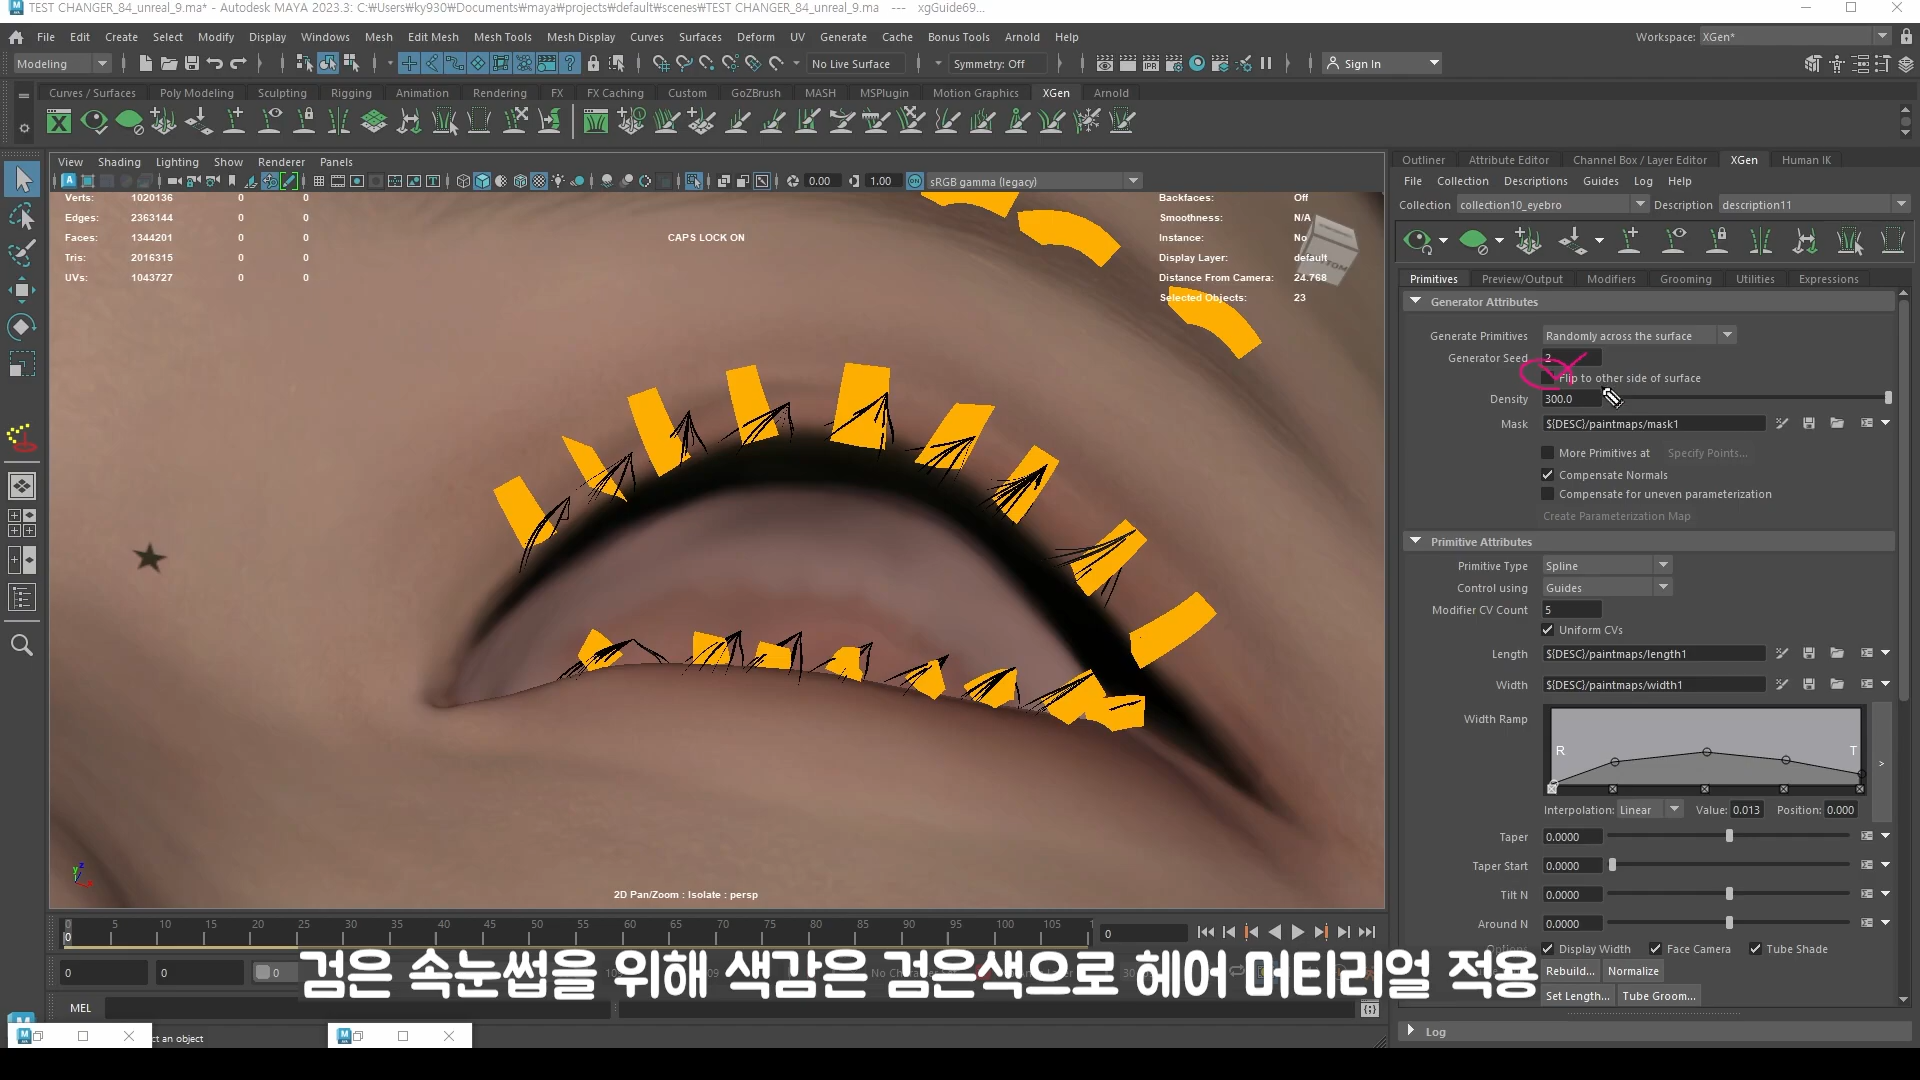 TEST CHANGER_84_unreal_9.ma* - Autodesk MAYA 2023.3: C:₩Users₩ky930₩Documents₩maya₩projects₩default₩scenes₩TEST CHANGER_84_unreal_9.ma --- xgGuide69...
File Edit Create Select Modify Display Windows Mesh Edit Mesh Mesh Tools Mesh Display Curves Surfaces Deform UV Generate Cache Bonus Tools Arnold Help
Workspace: XGen*
Modeling
No Live Surface
Symmetry: Off
Sign In
Curves / Surfaces Poly Modeling Sculpting Rigging Animation Rendering FX FX Caching Custom GoZBrush MASH MSPlugin Motion Graphics XGen Arnold
View Shading Lighting Show Renderer Panels
0.00 1.00 sRGB gamma (legacy)
Verts: 1020136 0 0
Edges: 2363144 0 0
Faces: 1344201 0 0
Tris: 2016315 0 0
UVs: 1043727 0 0
CAPS LOCK ON
Backfaces: Off
Smoothness: N/A
Instance: No
Display Layer: default
Distance From Camera: 24.768
Selected Objects: 23
2D Pan/Zoom : Isolate : persp
Outliner Attribute Editor Channel Box / Layer Editor XGen Human IK
File Collection Descriptions Guides Log Help
Collection collection10_eyebro Description description11
Primitives Preview/Output Modifiers Grooming Utilities Expressions
Generator Attributes
Generate Primitives Randomly across the surface
Generator Seed 2
Flip to other side of surface
Density 300.0
Mask ${DESC}/paintmaps/mask1
More Primitives at Specify Points...
Compensate Normals
Compensate for uneven parameterization
Create Parameterization Map
Primitive Attributes
Primitive Type Spline
Control using Guides
Modifier CV Count 5
Uniform CVs
Length ${DESC}/paintmaps/length1
Width ${DESC}/paintmaps/width1
Width Ramp
R T
>
Interpolation: Linear Value: 0.013 Position: 0.000
Taper 0.0000
Taper Start 0.0000
Tilt N 0.0000
Around N 0.0000
Display Width Face Camera Tube Shade
Rebuild... Normalize
Set Length... Tube Groom...
Log
0 5 10 15 20 25 30 35 40 45 50 55 60 65 70 75 80 85 90 95 100 105
0
0
0 0 0
검은 속눈썹을 위해 색감은 검은색으로 헤어 머티리얼 적용
MEL
ct an object